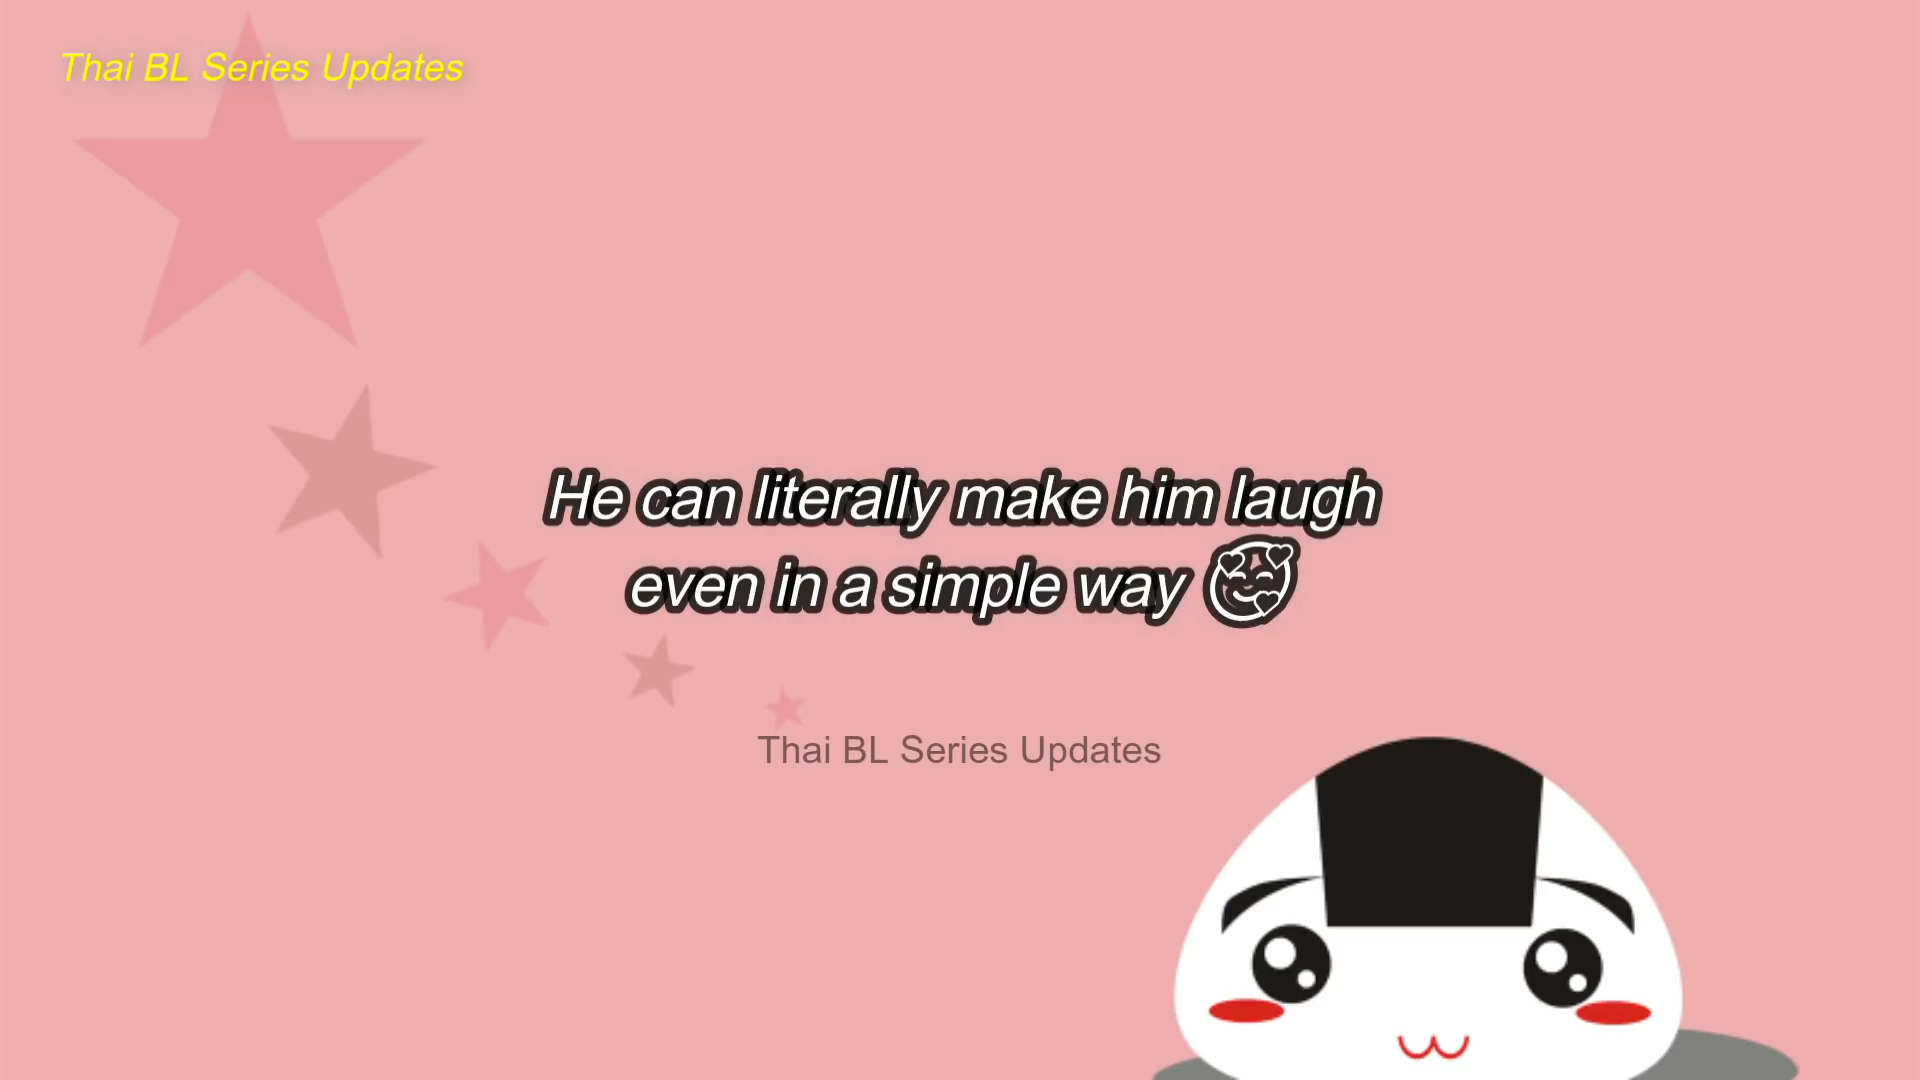 Thai BL Series Updates
He can literally make him laugh
even in a simple way 🥰
Thai BL Series Updates